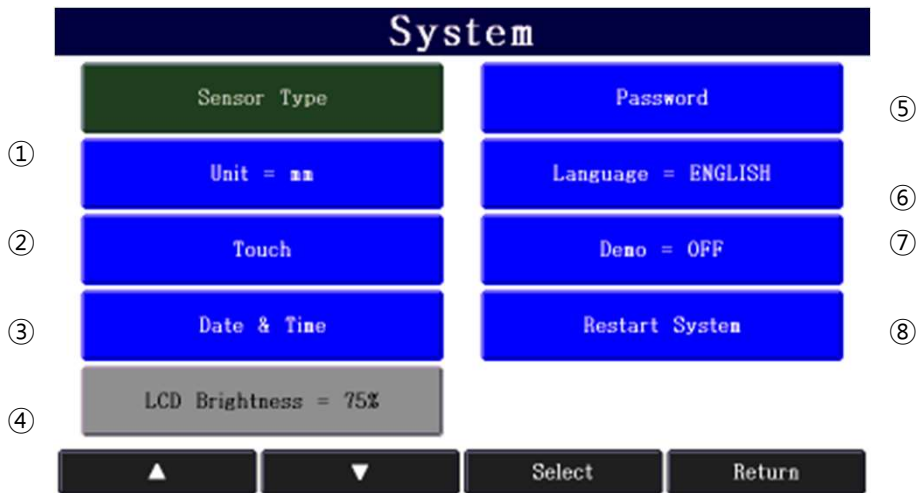 System
Sensor Type
Password
⑤
①
Unit = mm
Language = ENGLISH
⑥
②
Touch
Demo = OFF
⑦
③
Date & Time
Restart System
⑧
④
LCD Brightness = 75%
▲ ▼ Select Return